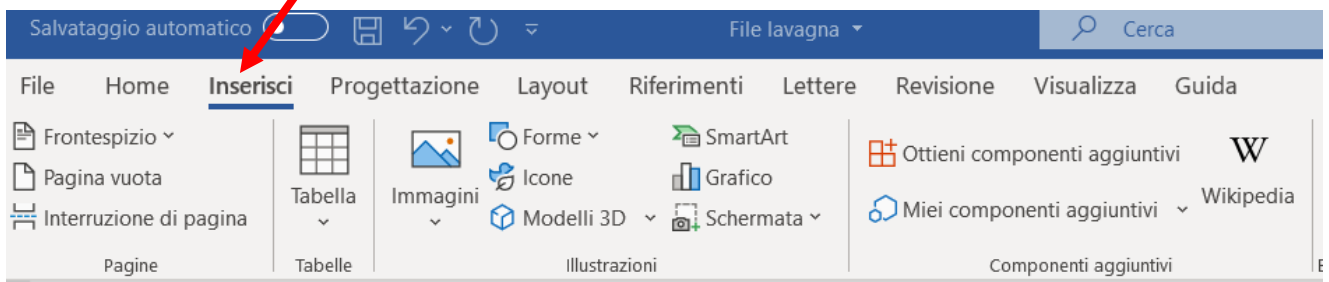 Salvataggio automatico File lavagna Cerca
File Home Inserisci Progettazione Layout Riferimenti Lettere Revisione Visualizza Guida
Frontespizio
Pagina vuota
Interruzione di pagina
Pagine
Tabella
Tabelle
Immagini
Forme
Icone
Modelli 3D
SmartArt
Grafico
Schermata
Illustrazioni
Ottieni componenti aggiuntivi
Miei componenti aggiuntivi
W
Wikipedia
Componenti aggiuntivi